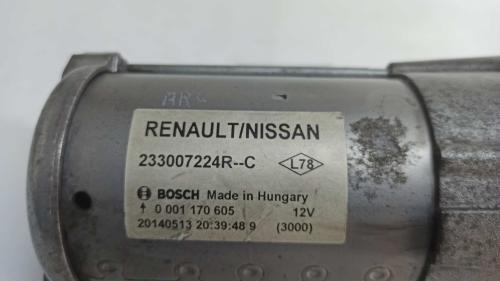 RENAULT/NISSAN
233007224R--C L78
BOSCH Made in Hungary
0 001 170 605 12V
20140513 20:39:48 9 (3000)